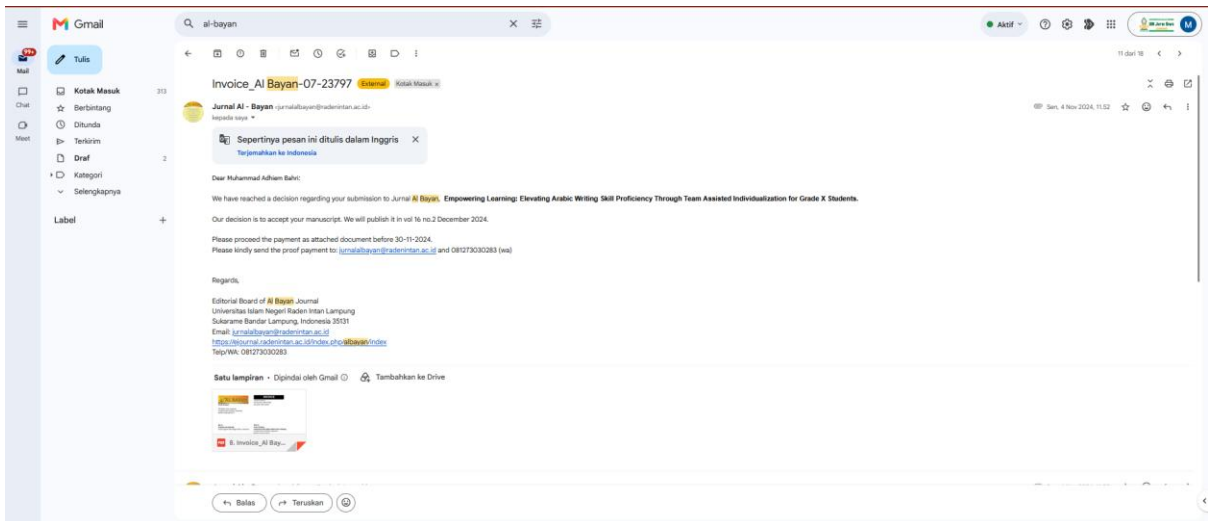 Gmail
al-bayan
Aktif
M
99+
Mail
Chat
Meet
Tulis
Kotak Masuk 313
Berbintang
Ditunda
Terkirim
Draf 2
Kategori
Selengkapnya
Label
11 dari 18
Invoice_Al Bayan-07-23797 External Kotak Masuk x
Jurnal Al - Bayan <jurnalalbayan@radenintan.ac.id>
kepada saya
Sen, 4 Nov 2024, 11.52
Sepertinya pesan ini ditulis dalam Inggris
Terjemahkan ke Indonesia
Dear Muhammad Adhiem Bahri:
We have reached a decision regarding your submission to Jurnal Al Bayan, Empowering Learning: Elevating Arabic Writing Skill Proficiency Through Team Assisted Individualization for Grade X Students.
Our decision is to accept your manuscript. We will publish it in vol 16 no.2 December 2024.
Please proceed the payment as attached document before 30-11-2024.
Please kindly send the proof payment to: jurnalalbayan@radenintan.ac.id and 081273030283 (wa)
Regards,
Editorial Board of Al Bayan Journal
Universitas Islam Negeri Raden Intan Lampung
Sukarame Bandar Lampung, Indonesia 35131
Email: jurnalalbayan@radenintan.ac.id
https://ejournal.radenintan.ac.id/index.php/albayan/index
Telp/WA: 081273030283
Satu lampiran • Dipindai oleh Gmail
Tambahkan ke Drive
8. Invoice_Al Bay...
Balas
Teruskan